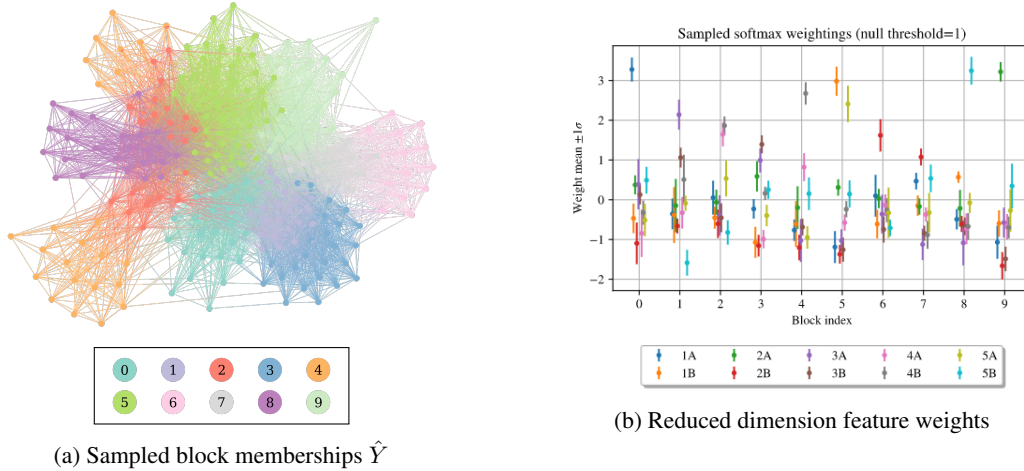 0 1 2 3 4
5 6 7 8 9
(a) Sampled block memberships Ŷ
Sampled softmax weightings (null threshold=1)
Weight mean ±1σ
3
2
1
0
−1
−2
0 1 2 3 4 5 6 7 8 9
Block index
1A 2A 3A 4A 5A
1B 2B 3B 4B 5B
(b) Reduced dimension feature weights